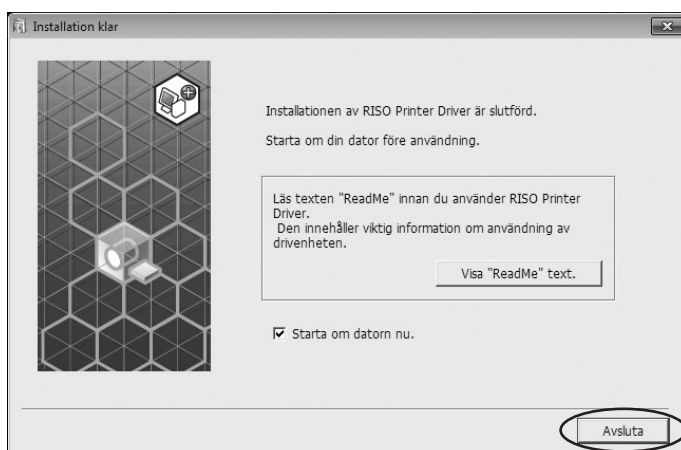 Installation klar
Installationen av RISO Printer Driver är slutförd.
Starta om din dator före användning.
Läs texten "ReadMe" innan du använder RISO Printer
Driver.
Den innehåller viktig information om användning av
drivenheten.
Visa "ReadMe" text.
Starta om datorn nu.
Avsluta